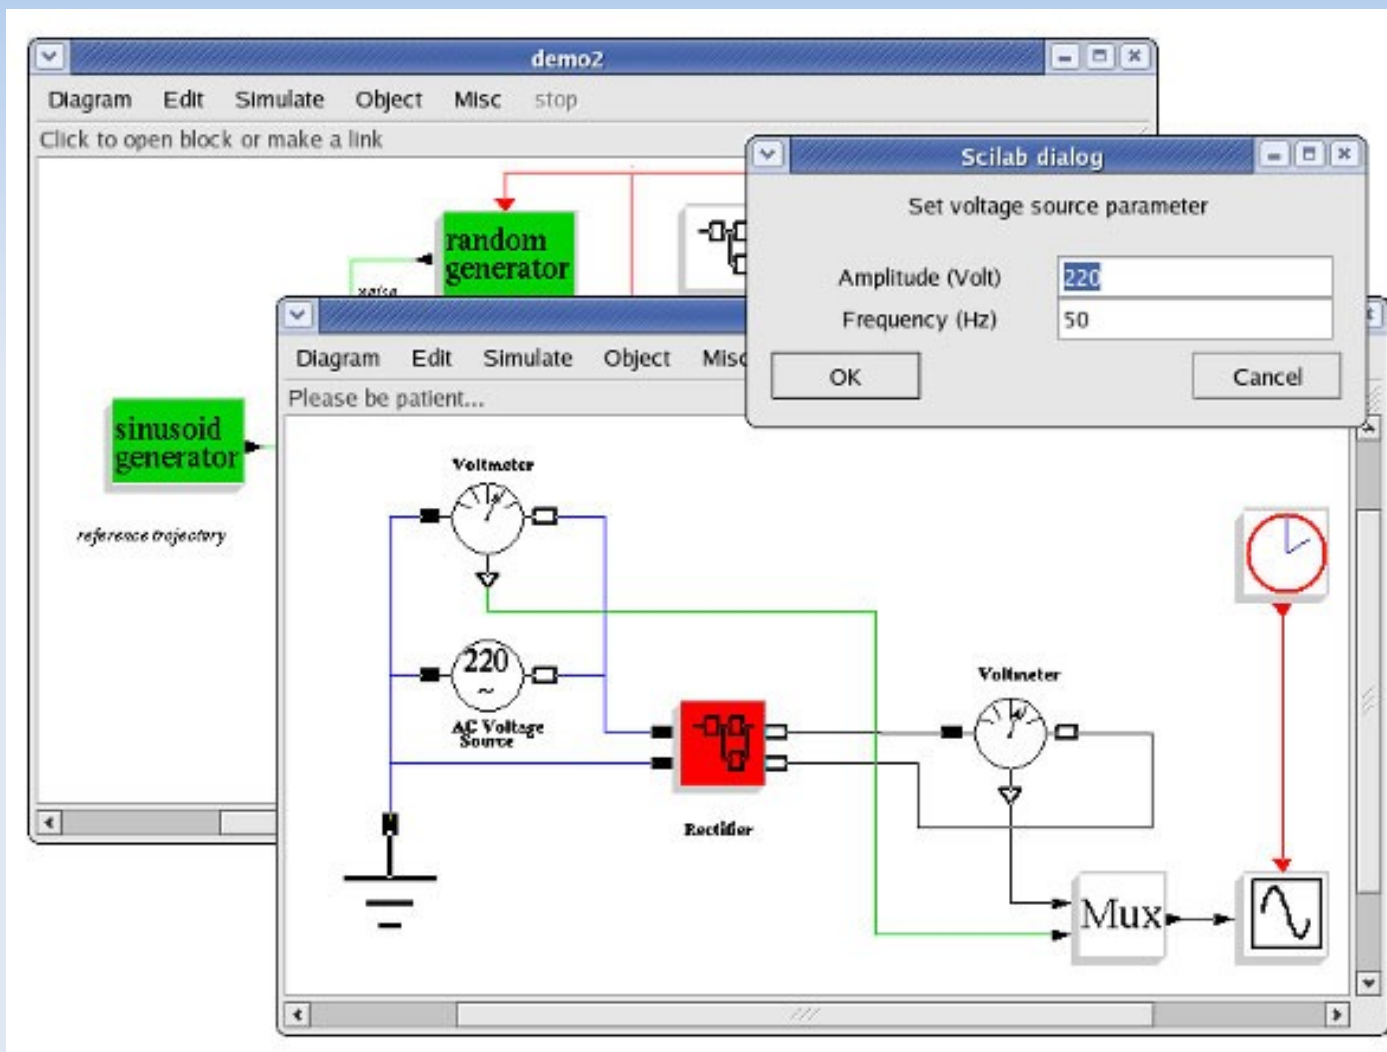 demo2
Diagram Edit Simulate Object Misc stop
Click to open block or make a link
random
generator
noise
sinusoid
generator
reference trajectory
Scilab dialog
Set voltage source parameter
Amplitude (Volt) 220
Frequency (Hz) 50
OK Cancel
Diagram Edit Simulate Object Misc
Please be patient...
Voltmeter
220
~
AC Voltage
Source
Rectifier
Voltmeter
Mux